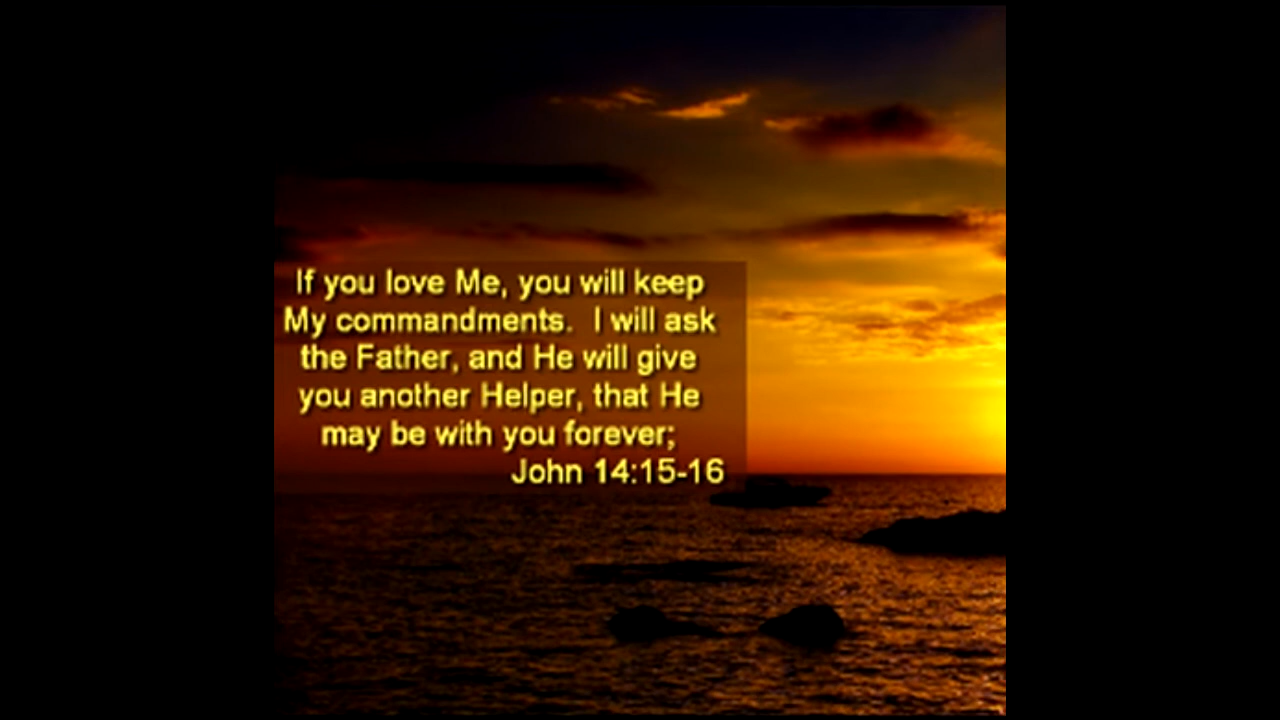 If you love Me, you will keep
My commandments.  I will ask
the Father, and He will give
you another Helper, that He
may be with you forever;
John 14:15-16